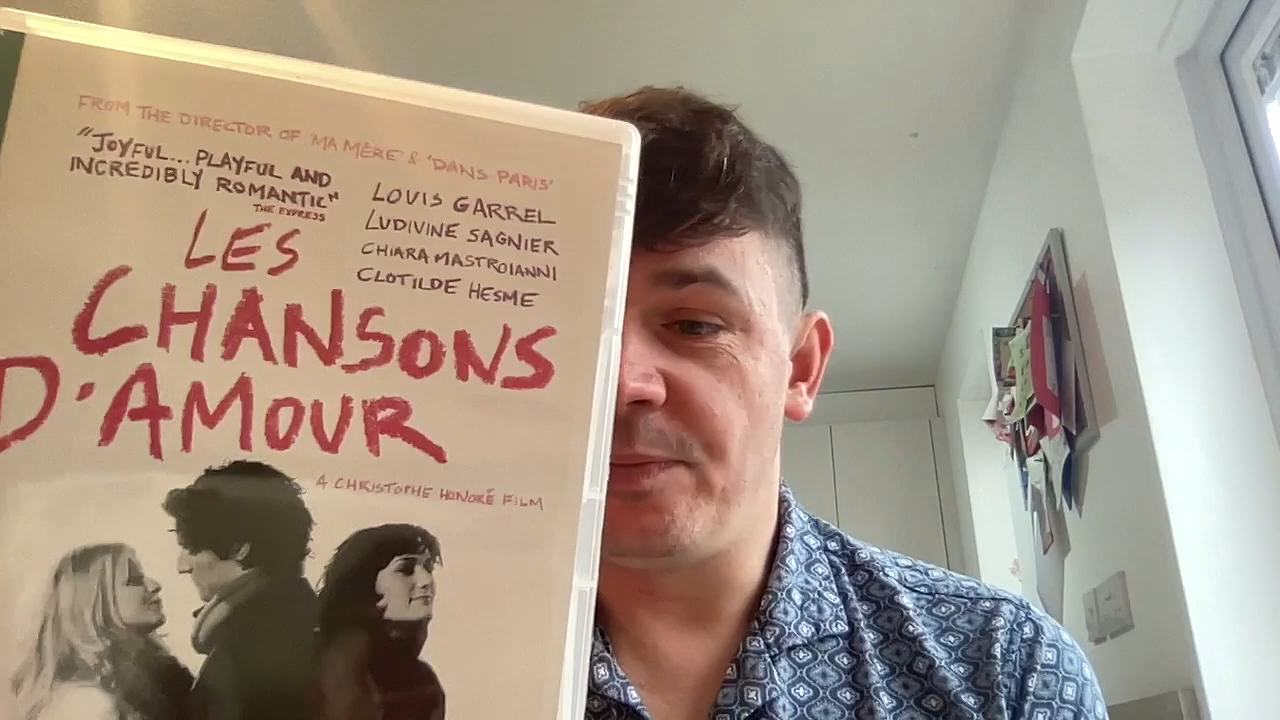 FROM THE DIRECTOR OF 'MA MÈRE' & 'DANS PARIS'
"JOYFUL... PLAYFUL AND
INCREDIBLY ROMANTIC"
THE EXPRESS
LOUIS GARREL
LUDIVINE SAGNIER
CHIARA MASTROIANNI
CLOTILDE HESME
LES
CHANSONS
D'AMOUR
A CHRISTOPHE HONORÉ FILM